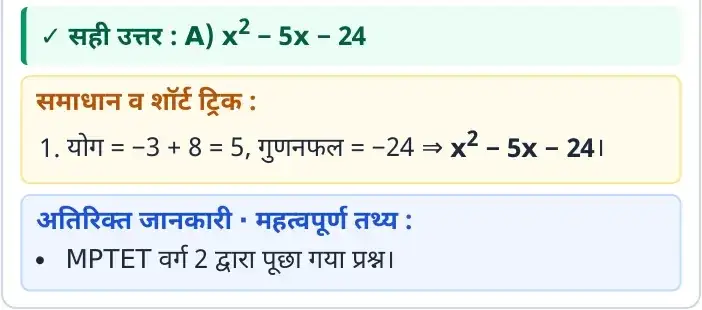 ✓ सही उत्तर : A) x² – 5x – 24
समाधान व शॉर्ट ट्रिक :
1. योग = −3 + 8 = 5, गुणनफल = −24 ⇒ x² – 5x – 24।
अतिरिक्त जानकारी · महत्वपूर्ण तथ्य :
• MPTET वर्ग 2 द्वारा पूछा गया प्रश्न।